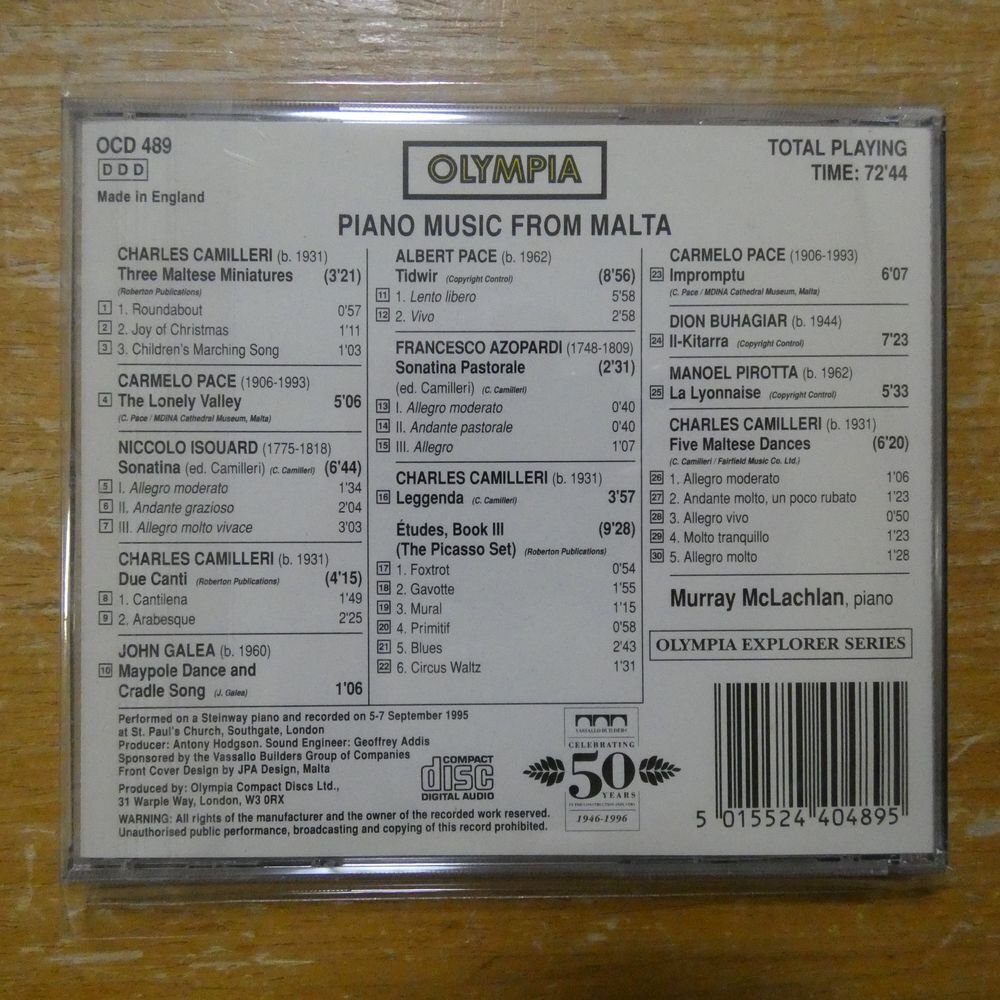 OCD 489
DDD
Made in England
OLYMPIA
TOTAL PLAYING
TIME: 72'44
PIANO MUSIC FROM MALTA
CHARLES CAMILLERI (b. 1931)
Three Maltese Miniatures (3'21)
(Roberton Publications)
1 1. Roundabout 0'57
2 2. Joy of Christmas 1'11
3 3. Children's Marching Song 1'03
CARMELO PACE (1906-1993)
4 The Lonely Valley 5'06
(C. Pace / MDINA Cathedral Museum, Malta)
NICCOLO ISOUARD (1775-1818)
Sonatina (ed. Camilleri) (C. Camilleri) (6'44)
5 I. Allegro moderato 1'34
6 II. Andante grazioso 2'04
7 III. Allegro molto vivace 3'03
CHARLES CAMILLERI (b. 1931)
Due Canti (Roberton Publications) (4'15)
8 1. Cantilena 1'49
9 2. Arabesque 2'25
JOHN GALEA (b. 1960)
10 Maypole Dance and
Cradle Song (J. Galea) 1'06
ALBERT PACE (b. 1962)
Tidwir (Copyright Control) (8'56)
11 1. Lento libero 5'58
12 2. Vivo 2'58
FRANCESCO AZOPARDI (1748-1809)
Sonatina Pastorale (2'31)
(ed. Camilleri) (C. Camilleri)
13 I. Allegro moderato 0'40
14 II. Andante pastorale 0'40
15 III. Allegro 1'07
CHARLES CAMILLERI (b. 1931)
16 Leggenda (C. Camilleri) 3'57
Études, Book III (9'28)
(The Picasso Set) (Roberton Publications)
17 1. Foxtrot 0'54
18 2. Gavotte 1'55
19 3. Mural 1'15
20 4. Primitif 0'58
21 5. Blues 2'43
22 6. Circus Waltz 1'31
CARMELO PACE (1906-1993)
23 Impromptu 6'07
(C. Pace / MDINA Cathedral Museum, Malta)
DION BUHAGIAR (b. 1944)
24 Il-Kitarra (Copyright Control) 7'23
MANOEL PIROTTA (b. 1962)
25 La Lyonnaise (Copyright Control) 5'33
CHARLES CAMILLERI (b. 1931)
Five Maltese Dances (6'20)
(C. Camilleri / Fairfield Music Co. Ltd.)
26 1. Allegro moderato 1'06
27 2. Andante molto, un poco rubato 1'23
28 3. Allegro vivo 0'50
29 4. Molto tranquillo 1'23
30 5. Allegro molto 1'28
Murray McLachlan, piano
OLYMPIA EXPLORER SERIES
Performed on a Steinway piano and recorded on 5-7 September 1995
at St. Paul's Church, Southgate, London
Producer: Antony Hodgson. Sound Engineer: Geoffrey Addis
Sponsored by the Vassallo Builders Group of Companies
Front Cover Design by JPA Design, Malta
Produced by: Olympia Compact Discs Ltd.,
31 Warple Way, London, W3 0RX
WARNING: All rights of the manufacturer and the owner of the recorded work reserved.
Unauthorised public performance, broadcasting and copying of this record prohibited.
COMPACT
disc
DIGITAL AUDIO
VASSALLO BUILDERS
CELEBRATING
50
YEARS
IN THE CONSTRUCTION INDUSTRY
1946-1996
5 015524 404895